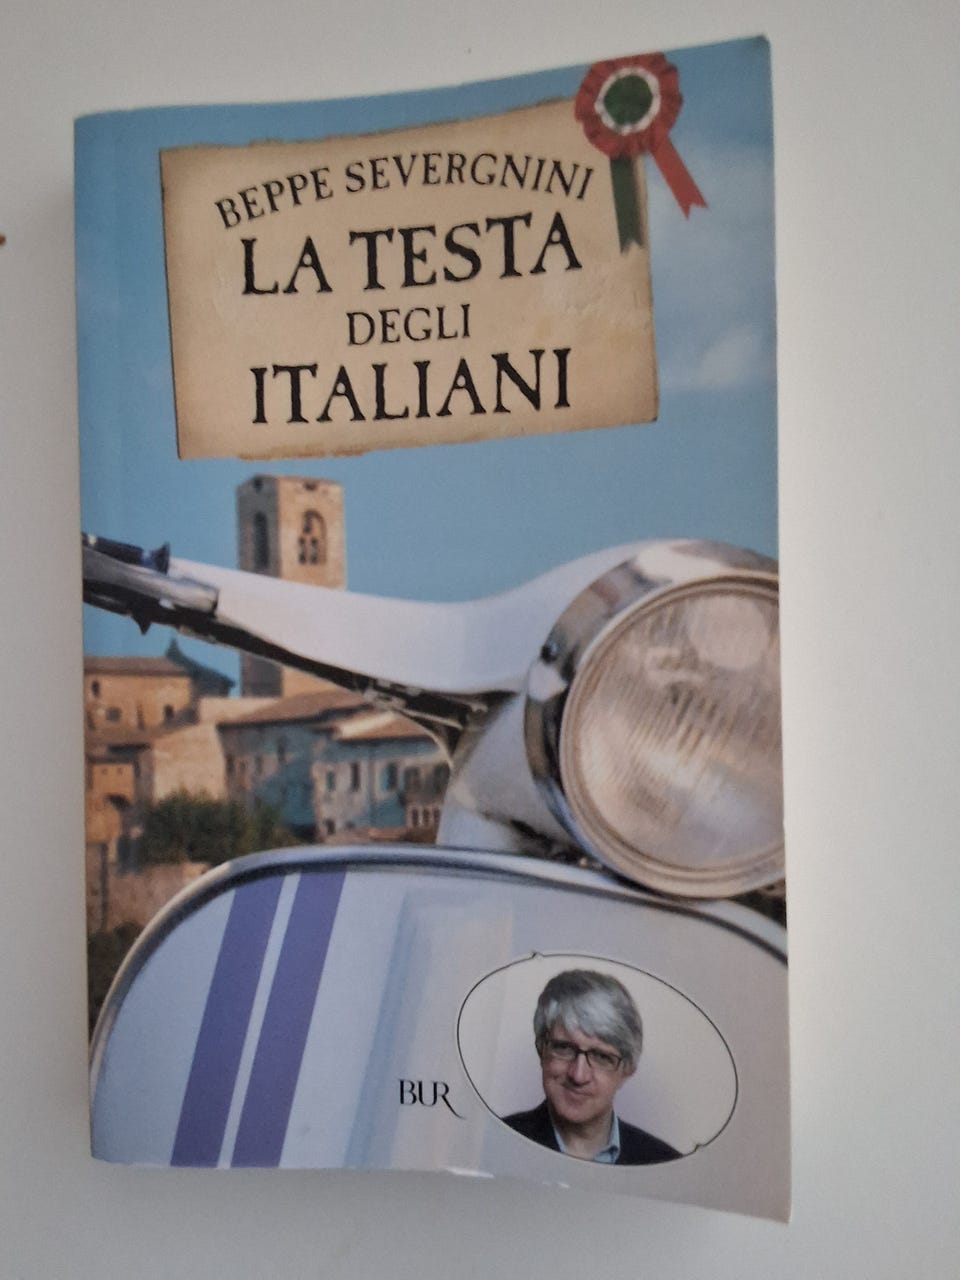 BEPPE SEVERGNINI
LA TESTA
DEGLI
ITALIANI
BUR